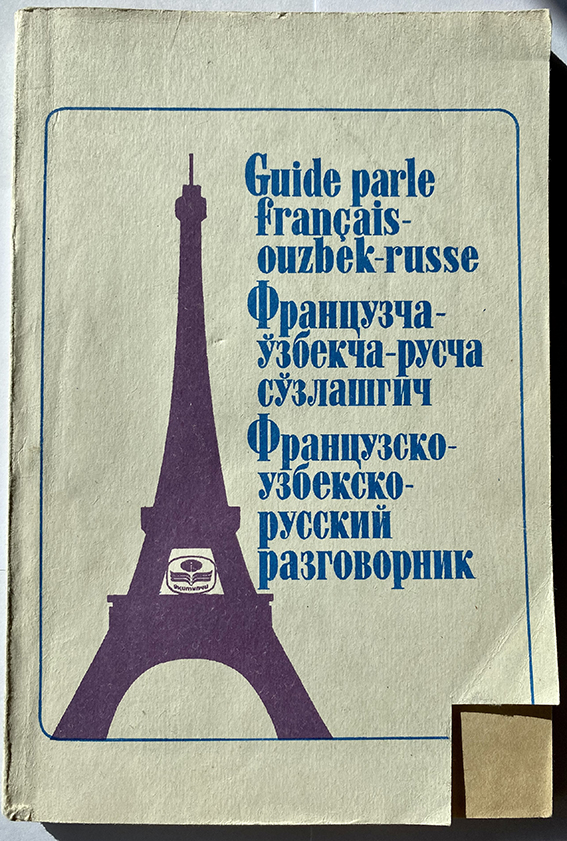 Guide parle
français-
ouzbek-russe
Французча-
ўзбекча-русча
сўзлашгич
Французско-
узбекско-
русский
разговорник